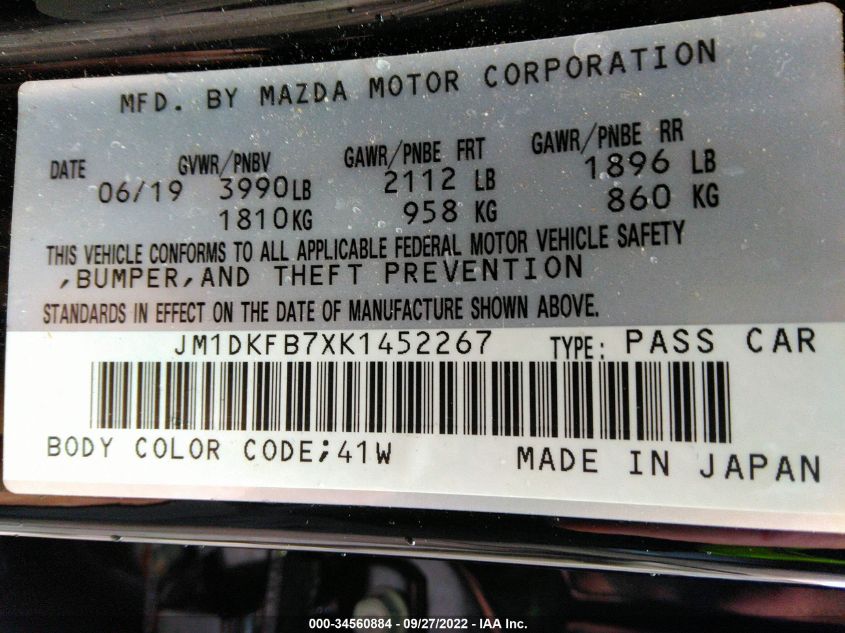 MFD. BY MAZDA MOTOR CORPORATION
DATE GVWR/PNBV GAWR/PNBE FRT GAWR/PNBE RR
06/19 3990LB 2112 LB 1896 LB
1810KG 958 KG 860 KG
THIS VEHICLE CONFORMS TO ALL APPLICABLE FEDERAL MOTOR VEHICLE SAFETY
,BUMPER,AND THEFT PREVENTION
STANDARDS IN EFFECT ON THE DATE OF MANUFACTURE SHOWN ABOVE.
JM1DKFB7XK1452267 TYPE: PASS CAR
BODY COLOR CODE;41W MADE IN JAPAN
000-34560884 - 09/27/2022 - IAA Inc.